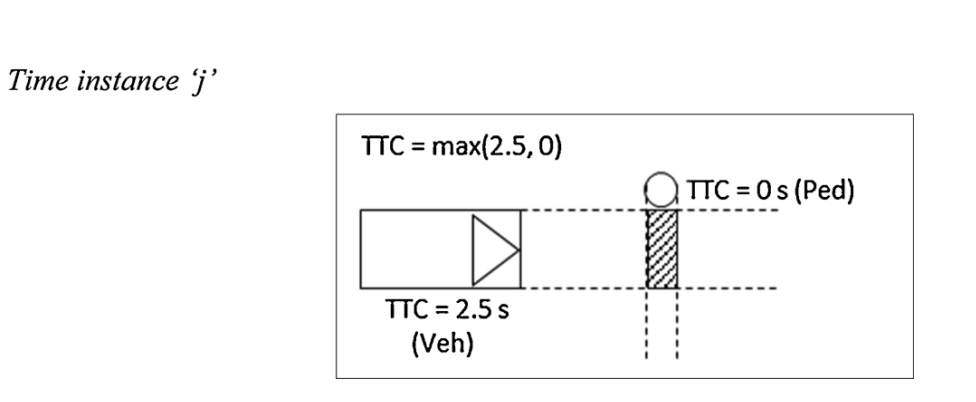 Time instance ‘j’
TTC = max(2.5, 0)
TTC = 0 s (Ped)
TTC = 2.5 s
(Veh)